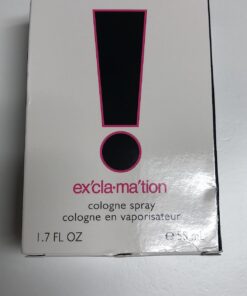 !
ex'cla·ma'tion
cologne spray
cologne en vaporisateur
1.7 FL OZ